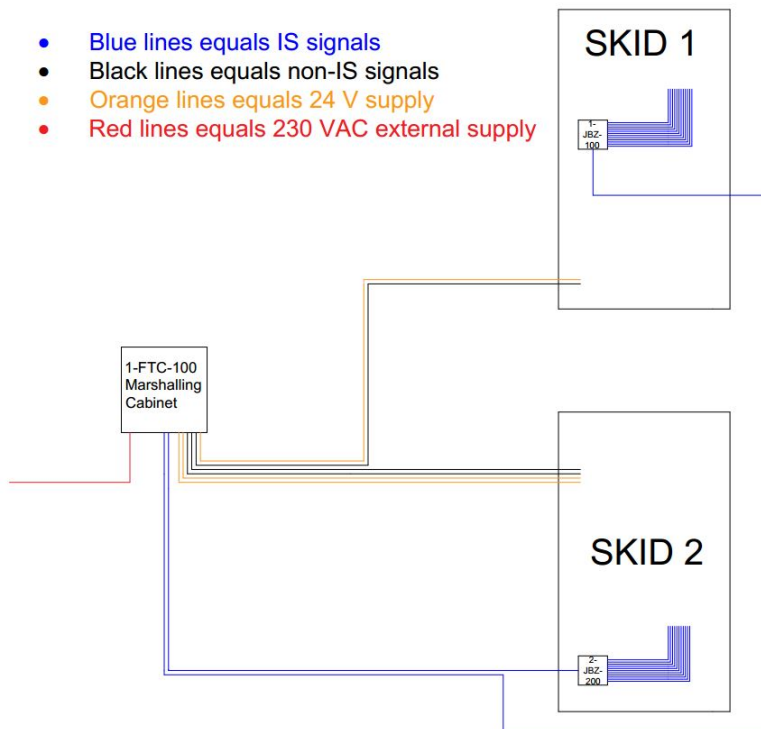 • Blue lines equals IS signals
• Black lines equals non-IS signals
• Orange lines equals 24 V supply
• Red lines equals 230 VAC external supply
SKID 1
1-
JBZ-
100
1-FTC-100
Marshalling
Cabinet
SKID 2
2-
JBZ-
200